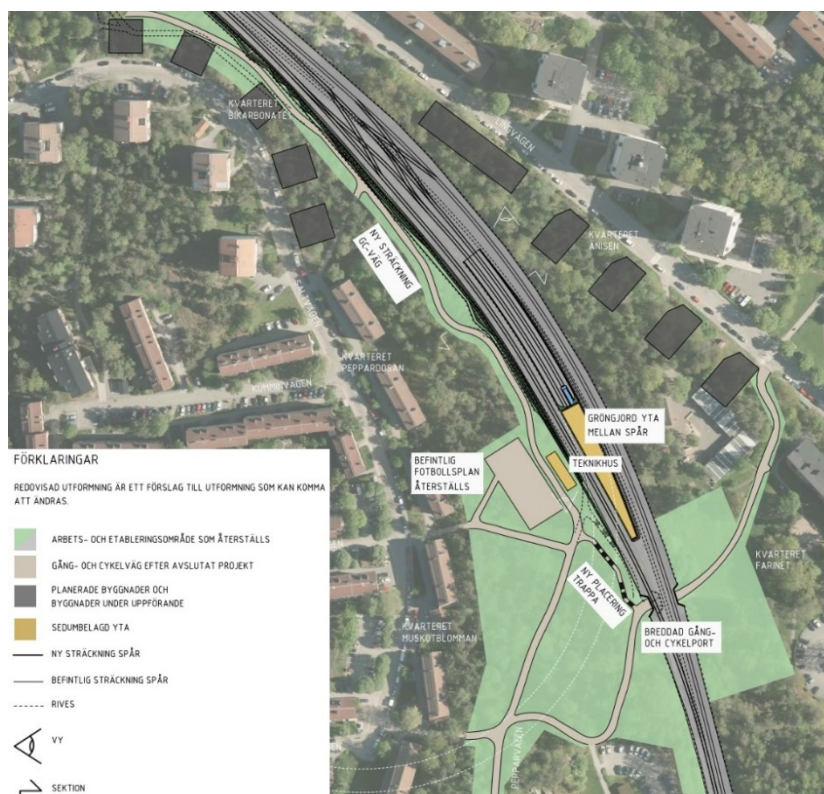 KVARTERET
BIKARBONATET
KVARTERET
ANISEN
NY STRÄCKNING
GC-VÄG
KVARTERET
PEPPARDOSAN
KUMMINVÄGEN
GRÖNGJORD YTA
MELLAN SPÅR
TEKNIKHUS
BEFINTLIG
FOTBOLLSPLAN
ÅTERSTÄLLS
NY PLACERING
TRAPPA
KVARTERET
FARINET
KVARTERET
MUSKOTBLOMMAN
BREDDAD GÅNG-
OCH CYKELPORT
PEPPARVÄGEN
FÖRKLARINGAR
REDOVISAD UTFORMNING ÄR ETT FÖRSLAG TILL UTFORMNING SOM KAN KOMMA
ATT ÄNDRAS.
ARBETS- OCH ETABLERINGSOMRÅDE SOM ÅTERSTÄLLS
GÅNG- OCH CYKELVÄG EFTER AVSLUTAT PROJEKT
PLANERADE BYGGNADER OCH
BYGGNADER UNDER UPPFÖRANDE
SEDUMBELAGD YTA
NY STRÄCKNING SPÅR
BEFINTLIG STRÄCKNING SPÅR
RIVES
VY
SEKTION